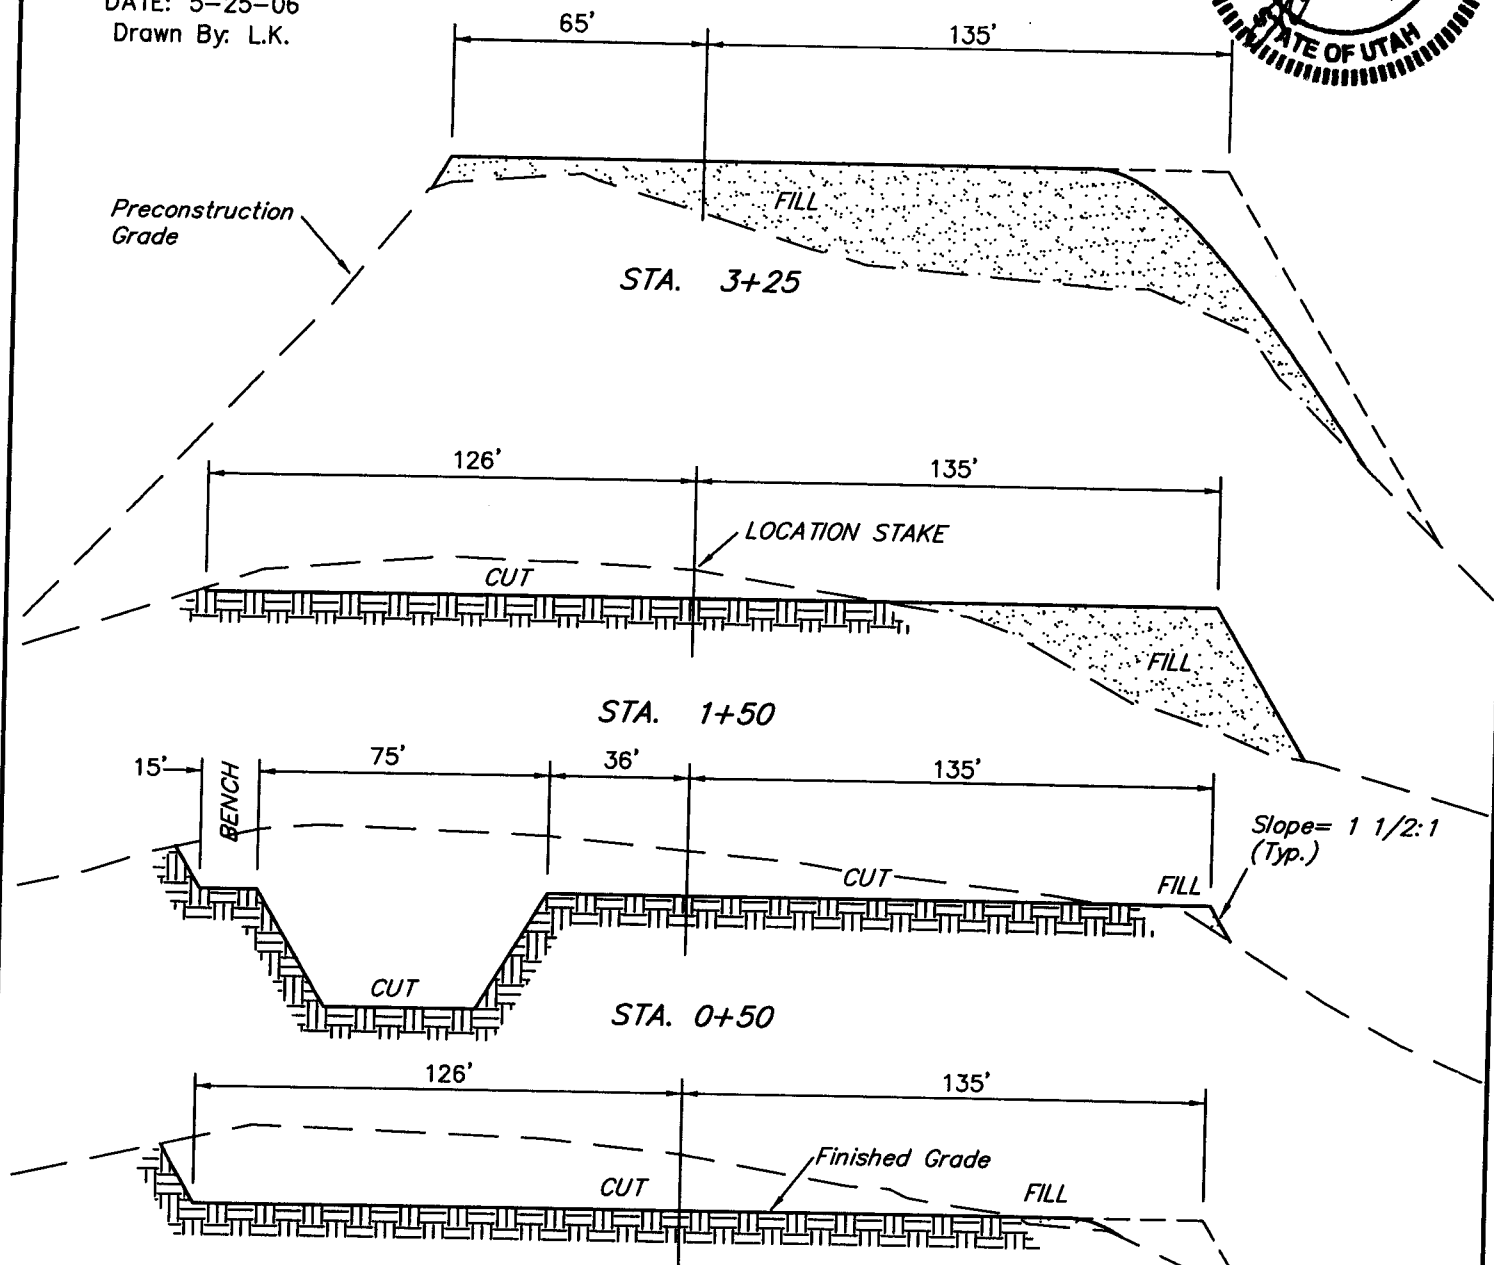 DATE: 5-25-06
Drawn By: L.K.
STATE OF UTAH
65'
135'
Preconstruction
Grade
FILL
STA. 3+25
126'
135'
LOCATION STAKE
CUT
FILL
STA. 1+50
15'
BENCH
75'
36'
135'
Slope= 1 1/2:1
(Typ.)
CUT
FILL
CUT
STA. 0+50
126'
135'
Finished Grade
CUT
FILL